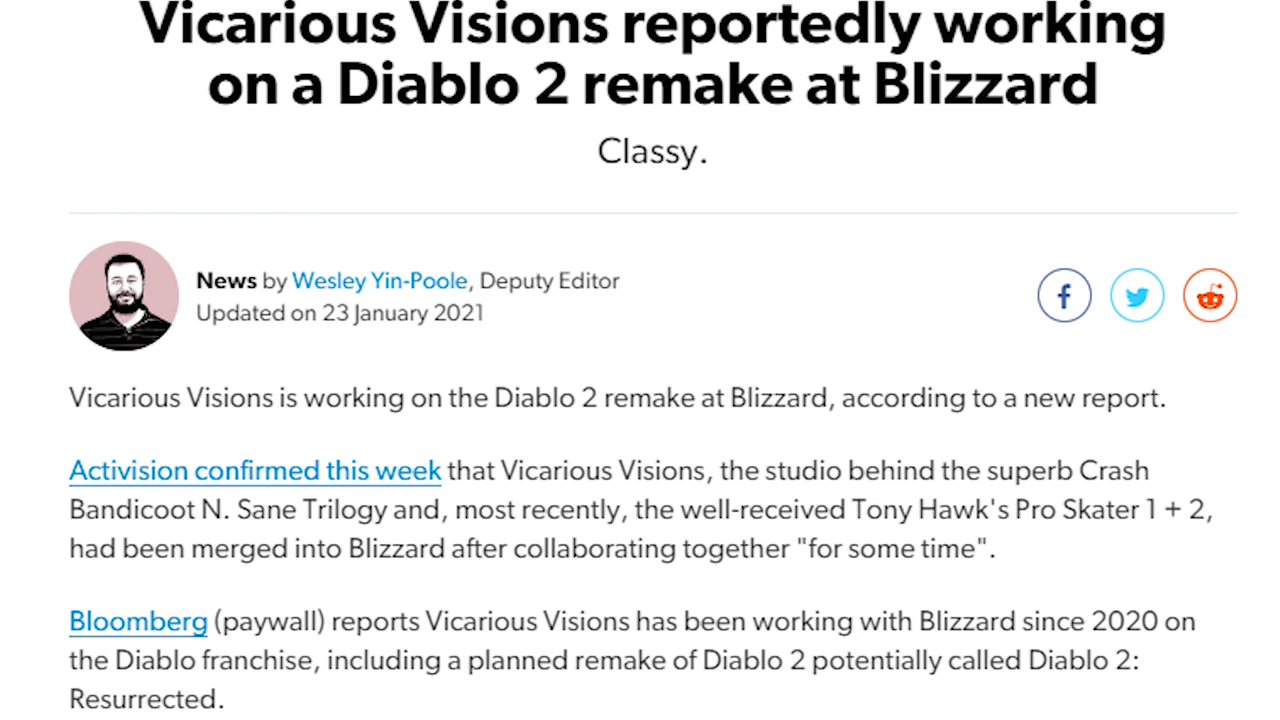 Vicarious Visions reportedly working
on a Diablo 2 remake at Blizzard
Classy.
News by Wesley Yin-Poole, Deputy Editor
Updated on 23 January 2021
Vicarious Visions is working on the Diablo 2 remake at Blizzard, according to a new report.
Activision confirmed this week that Vicarious Visions, the studio behind the superb Crash
Bandicoot N. Sane Trilogy and, most recently, the well-received Tony Hawk's Pro Skater 1 + 2,
had been merged into Blizzard after collaborating together "for some time".
Bloomberg (paywall) reports Vicarious Visions has been working with Blizzard since 2020 on
the Diablo franchise, including a planned remake of Diablo 2 potentially called Diablo 2:
Resurrected.